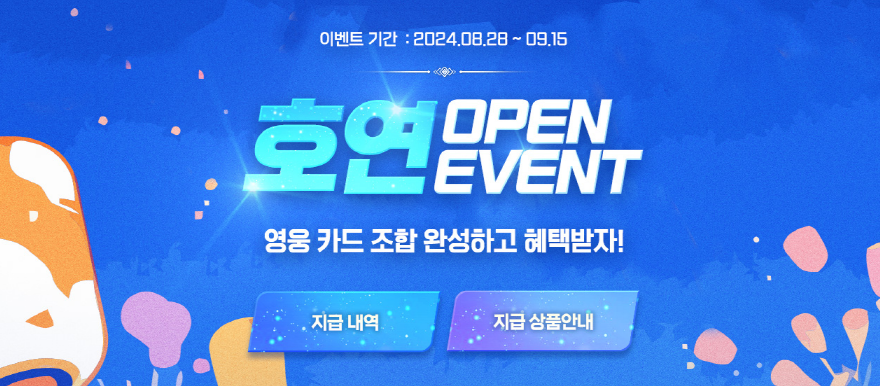 이벤트 기간 : 2024.08.28 ~ 09.15
호연 OPEN EVENT
영웅 카드 조합 완성하고 혜택받자!
지급 내역
지급 상품안내